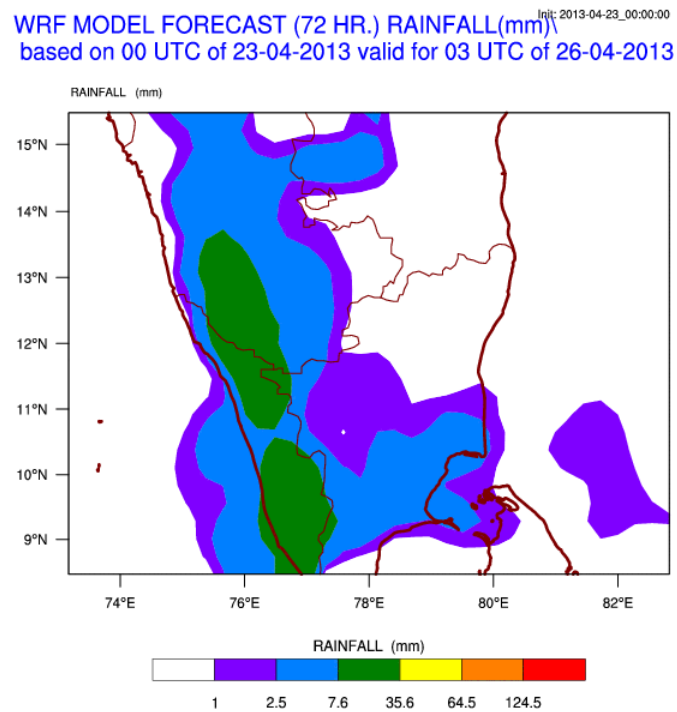 Init: 2013-04-23_00:00:00
WRF MODEL FORECAST (72 HR.) RAINFALL(mm)\
based on 00 UTC of 23-04-2013 valid for 03 UTC of 26-04-2013
RAINFALL (mm)
15°N
14°N
13°N
12°N
11°N
10°N
9°N
74°E 76°E 78°E 80°E 82°E
RAINFALL (mm)
1 2.5 7.6 35.6 64.5 124.5